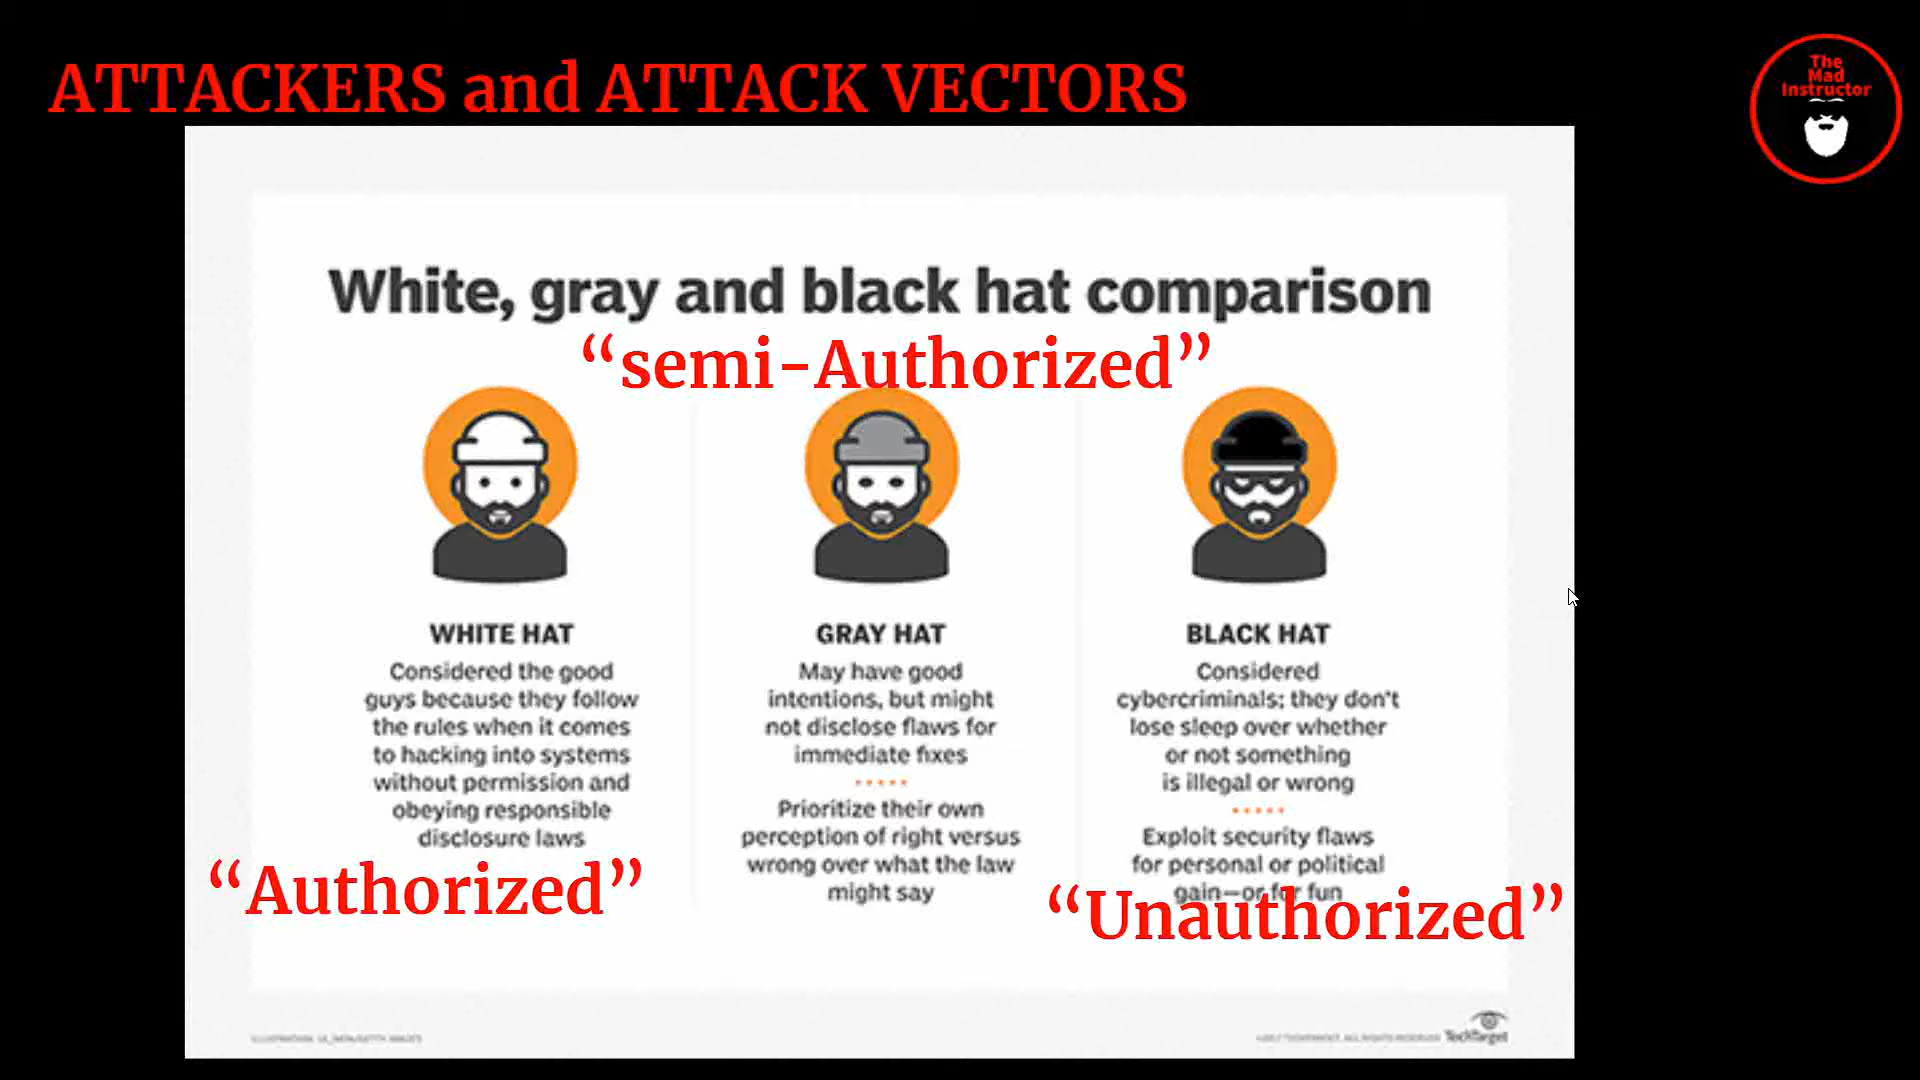 ATTACKERS and ATTACK VECTORS
The
Mad
Instructor
White, gray and black hat comparison
“semi-Authorized”
WHITE HAT
Considered the good
guys because they follow
the rules when it comes
to hacking into systems
without permission and
obeying responsible
disclosure laws
“Authorized”
GRAY HAT
May have good
intentions, but might
not disclose flaws for
immediate fixes
Prioritize their own
perception of right versus
wrong over what the law
might say
BLACK HAT
Considered
cybercriminals; they don't
lose sleep over whether
or not something
is illegal or wrong
Exploit security flaws
for personal or political
gain—or for fun
“Unauthorized”
TechTarget